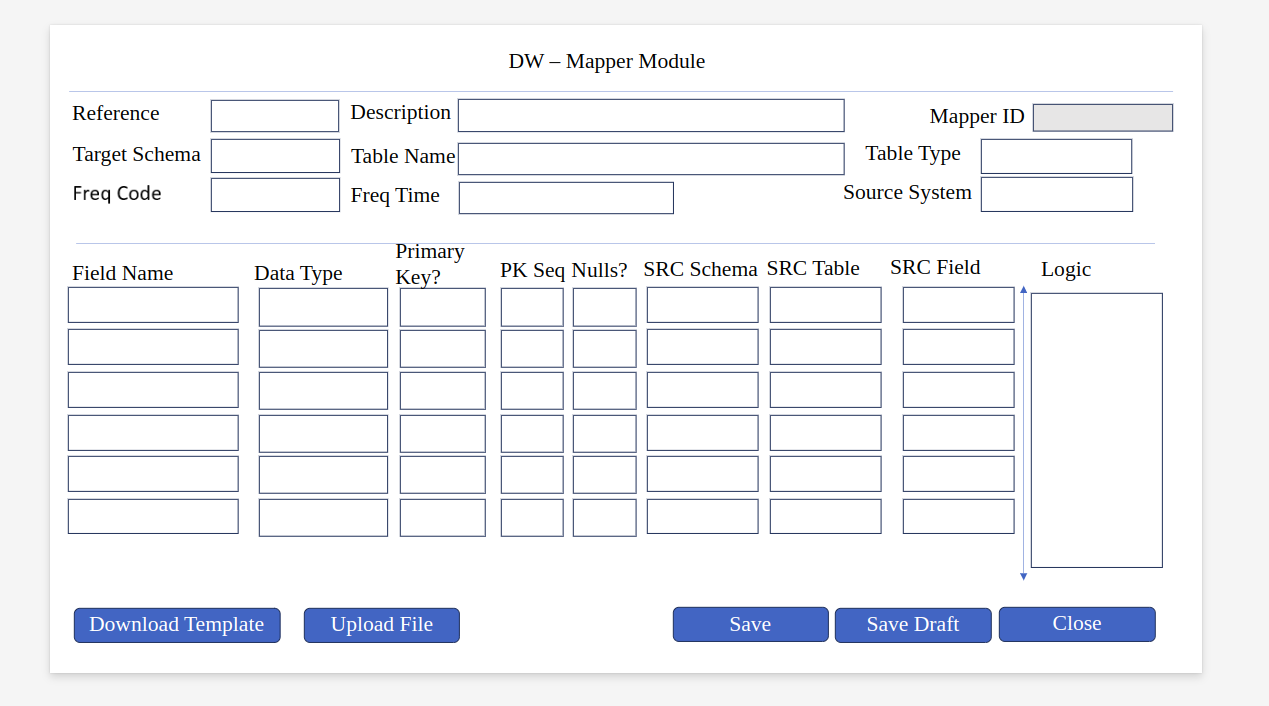 DW – Mapper Module
Reference Description Mapper ID
Target Schema Table Name Table Type
Freq Code Freq Time Source System
Field Name Data Type Primary Key? PK Seq Nulls? SRC Schema SRC Table SRC Field Logic
Download Template Upload File Save Save Draft Close